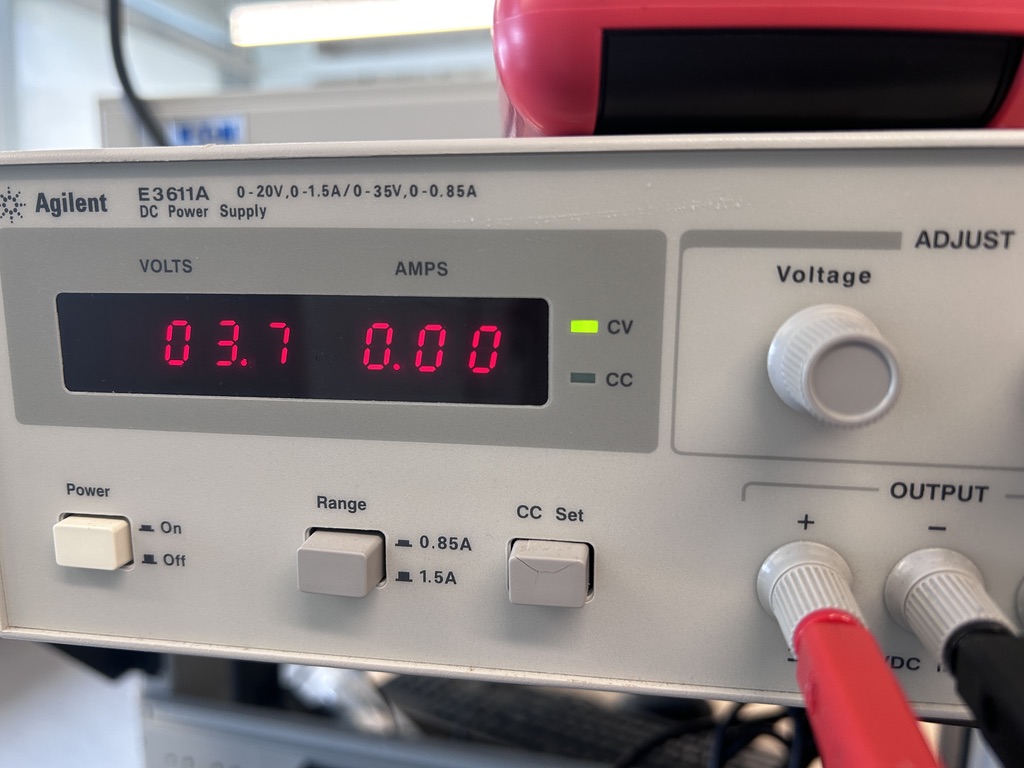 Agilent
E3611A 0-20V,0-1.5A/0-35V,0-0.85A
DC Power Supply
ADJUST
VOLTS AMPS
Voltage
03.7 0.00
CV
CC
Power
On
Off
Range
0.85A
1.5A
CC Set
OUTPUT
+ −